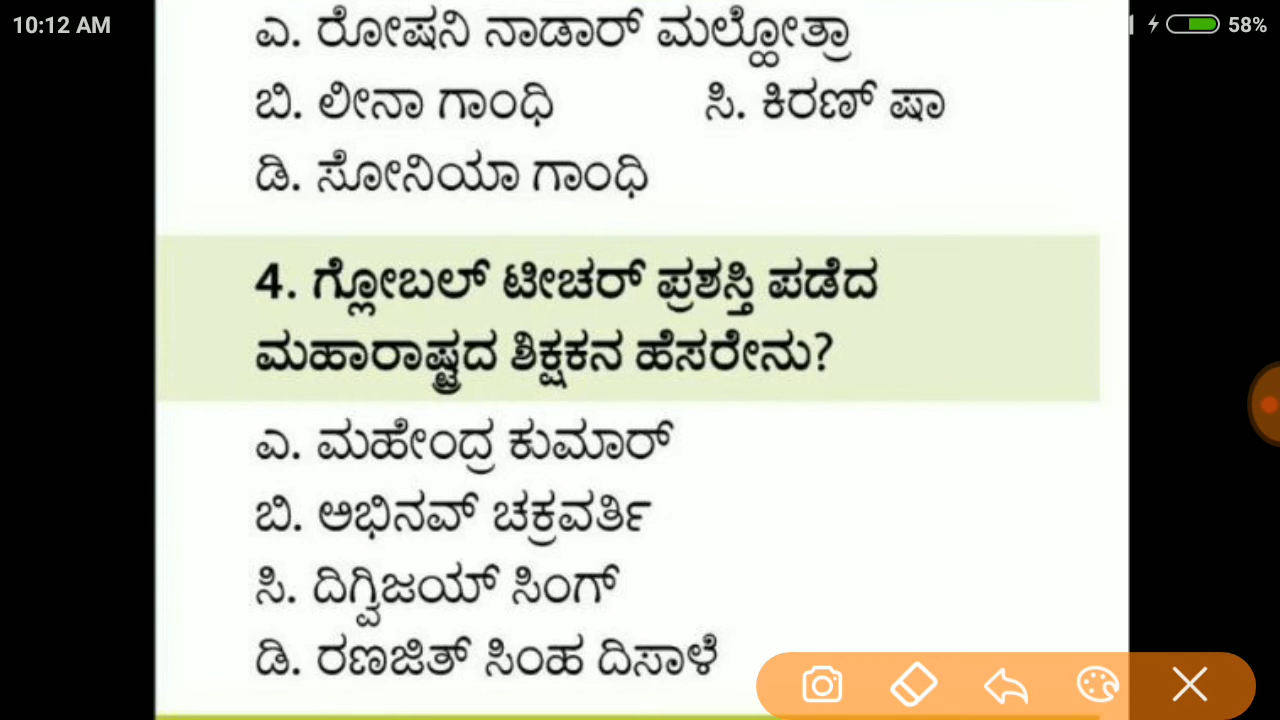 10:12 AM
58%
ಎ. ರೋಷನಿ ನಾಡಾರ್ ಮಲ್ಹೋತ್ರಾ
ಬಿ. ಲೀನಾ ಗಾಂಧಿ ಸಿ. ಕಿರಣ್ ಷಾ
ಡಿ. ಸೋನಿಯಾ ಗಾಂಧಿ
4. ಗ್ಲೋಬಲ್ ಟೀಚರ್ ಪ್ರಶಸ್ತಿ ಪಡೆದ
ಮಹಾರಾಷ್ಟ್ರದ ಶಿಕ್ಷಕನ ಹೆಸರೇನು?
ಎ. ಮಹೇಂದ್ರ ಕುಮಾರ್
ಬಿ. ಅಭಿನವ್ ಚಕ್ರವರ್ತಿ
ಸಿ. ದಿಗ್ವಿಜಯ್ ಸಿಂಗ್
ಡಿ. ರಣಜಿತ್ ಸಿಂಹ ದಿಸಾಳೆ